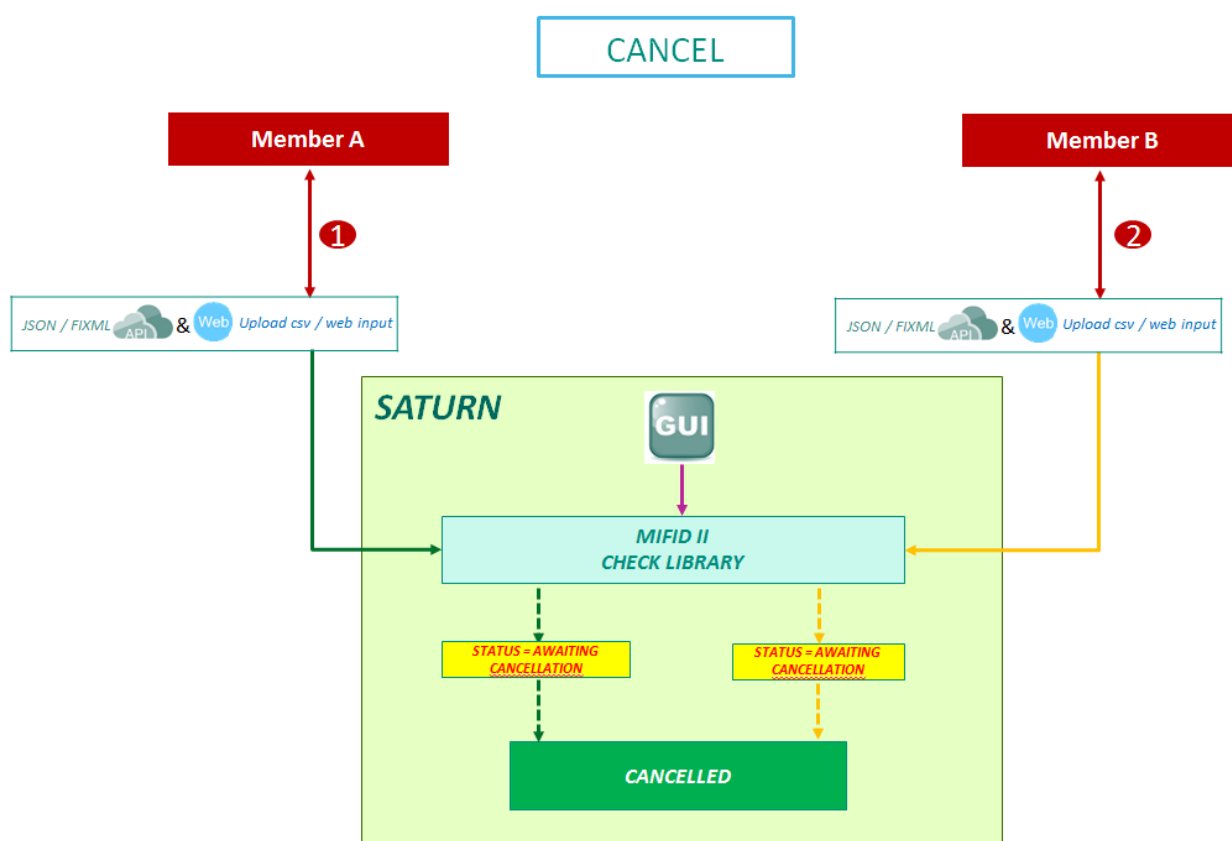 CANCEL
Member A
Member B
1
2
JSON / FIXML API & Web Upload csv / web input
JSON / FIXML API & Web Upload csv / web input
SATURN
GUI
MIFID II
CHECK LIBRARY
STATUS = AWAITING
CANCELLATION
STATUS = AWAITING
CANCELLATION
CANCELLED